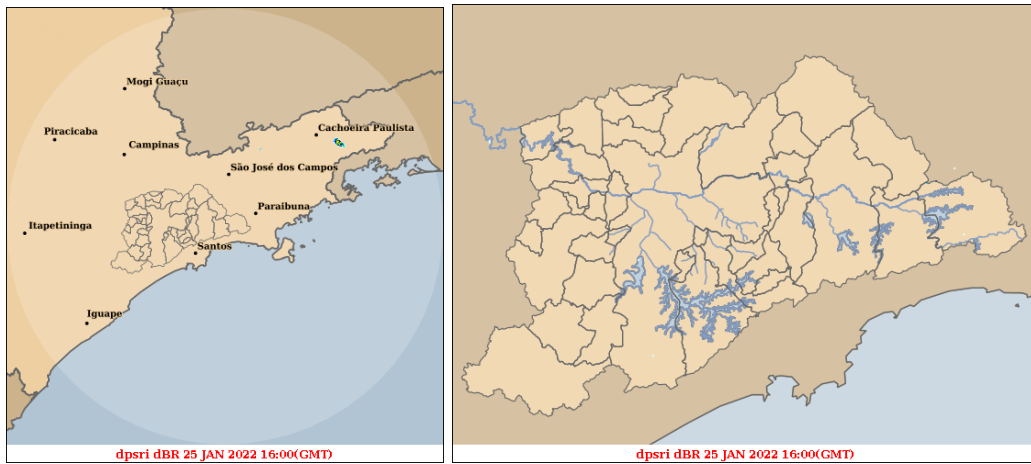 Mogi Guaçu
Piracicaba
Cachoeira Paulista
Campinas
São José dos Campos
Paraibuna
Itapetininga
Santos
Iguape
dpsri dBR 25 JAN 2022 16:00(GMT)
dpsri dBR 25 JAN 2022 16:00(GMT)